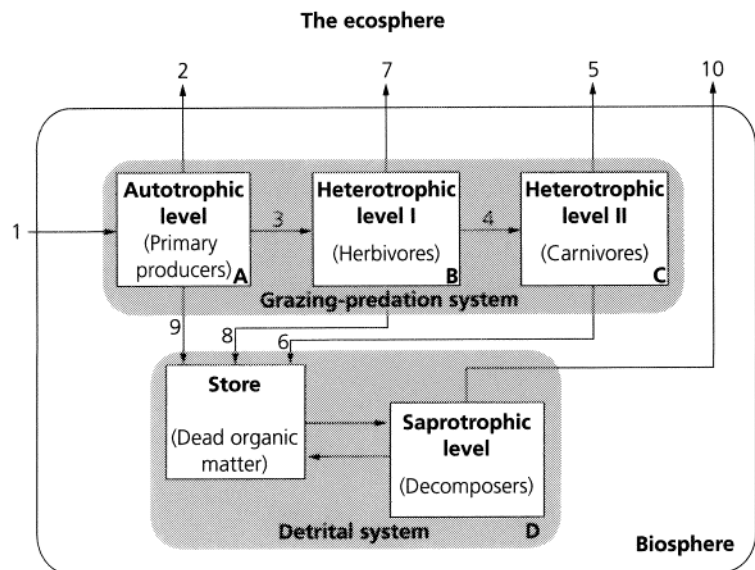 The ecosphere
2
7
5
10
Autotrophic
level
(Primary
producers)
A
1
3
Heterotrophic
level I
(Herbivores)
B
4
Heterotrophic
level II
(Carnivores)
C
Grazing-predation system
9
8
6
Store
(Dead organic
matter)
Saprotrophic
level
(Decomposers)
Detrital system
D
Biosphere